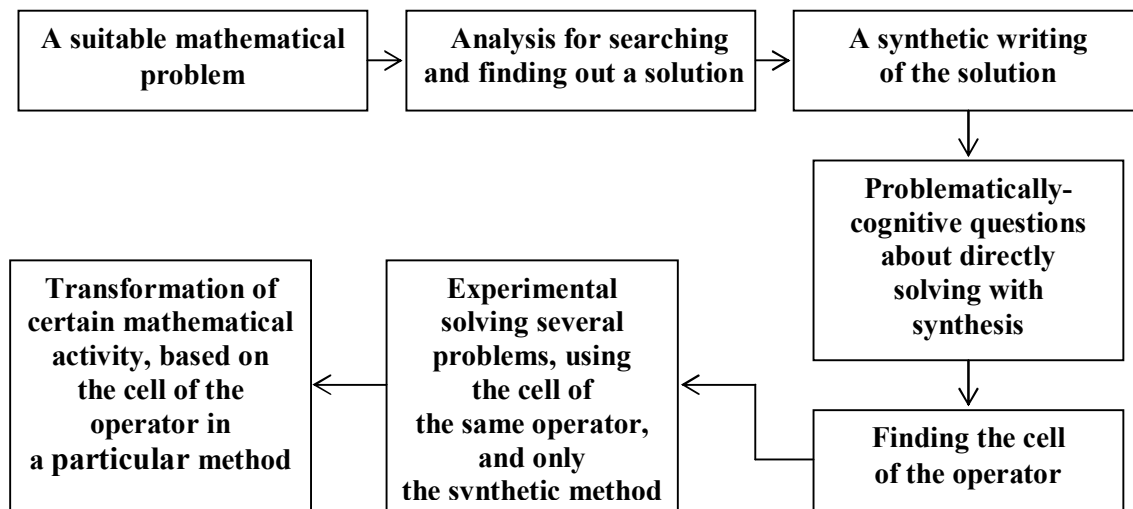 A suitable mathematical
problem
Analysis for searching
and finding out a solution
A synthetic writing
of the solution
Problematically-
cognitive questions
about directly
solving with
synthesis
Finding the cell
of the operator
Experimental
solving several
problems, using
the cell of
the same operator,
and only
the synthetic method
Transformation of
certain mathematical
activity, based on
the cell of the
operator in
a particular method